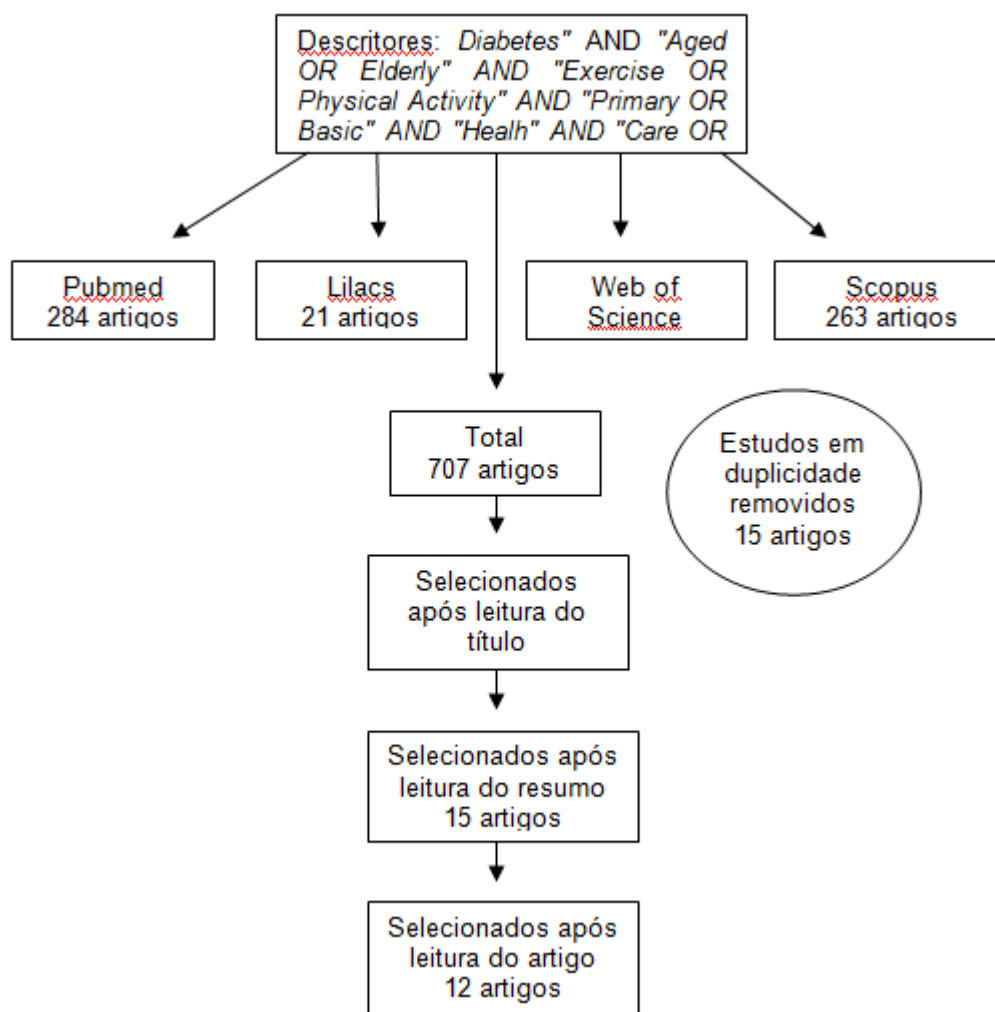 Descritores: Diabetes" AND "Aged
OR Elderly" AND "Exercise OR
Physical Activity" AND "Primary OR
Basic" AND "Healh" AND "Care OR
Pubmed
284 artigos
Lilacs
21 artigos
Web of
Science
Scopus
263 artigos
Total
707 artigos
Estudos em
duplicidade
removidos
15 artigos
Selecionados
após leitura do
título
Selecionados após
leitura do resumo
15 artigos
Selecionados após
leitura do artigo
12 artigos